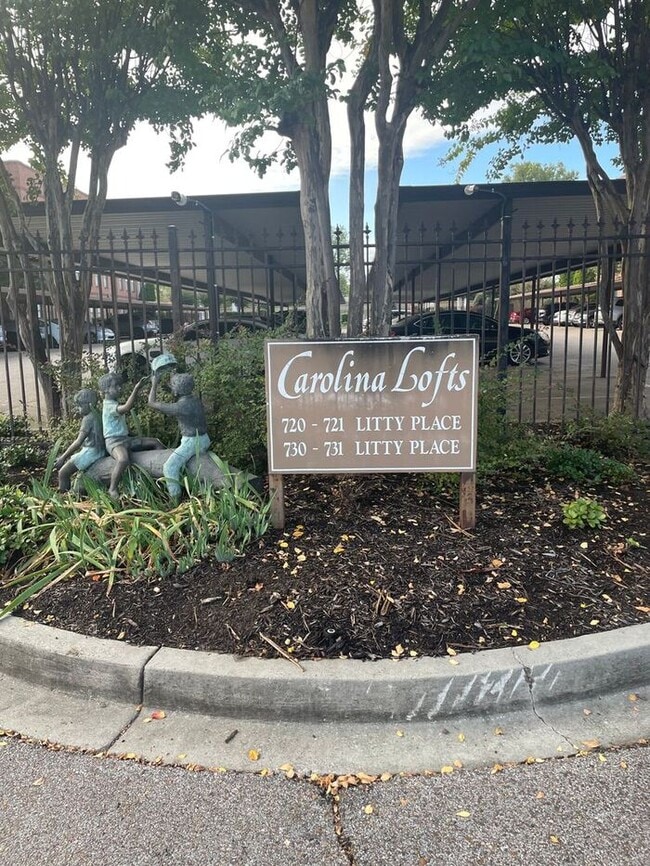 Carolina Lofts
720 - 721 LITTY PLACE
730 - 731 LITTY PLACE